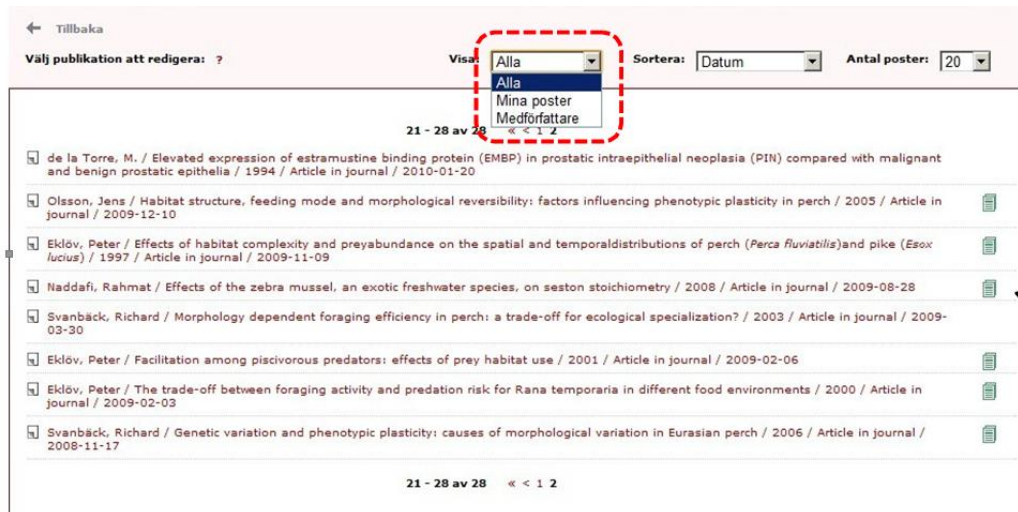 Tillbaka
Välj publikation att redigera: ? Visa: Alla Sortera: Datum Antal poster: 20
Alla
Mina poster
Medförfattare
21 - 28 av 28 « < 1 2
de la Torre, M. / Elevated expression of estramustine binding protein (EMBP) in prostatic intraepithelial neoplasia (PIN) compared with malignant
and benign prostatic epithelia / 1994 / Article in journal / 2010-01-20
Olsson, Jens / Habitat structure, feeding mode and morphological reversibility: factors influencing phenotypic plasticity in perch / 2005 / Article in
journal / 2009-12-10
Eklöv, Peter / Effects of habitat complexity and preyabundance on the spatial and temporaldistributions of perch (Perca fluviatilis)and pike (Esox
lucius) / 1997 / Article in journal / 2009-11-09
Naddafi, Rahmat / Effects of the zebra mussel, an exotic freshwater species, on seston stoichiometry / 2008 / Article in journal / 2009-08-28
Svanbäck, Richard / Morphology dependent foraging efficiency in perch: a trade-off for ecological specialization? / 2003 / Article in journal / 2009-
03-30
Eklöv, Peter / Facilitation among piscivorous predators: effects of prey habitat use / 2001 / Article in journal / 2009-02-06
Eklöv, Peter / The trade-off between foraging activity and predation risk for Rana temporaria in different food environments / 2000 / Article in
journal / 2009-02-03
Svanbäck, Richard / Genetic variation and phenotypic plasticity: causes of morphological variation in Eurasian perch / 2006 / Article in journal /
2008-11-17
21 - 28 av 28 « < 1 2